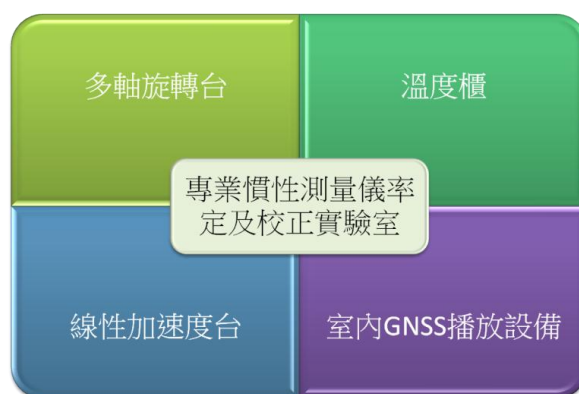 多軸旋轉台
溫度櫃
專業慣性測量儀率
定及校正實驗室
線性加速度台
室內GNSS播放設備